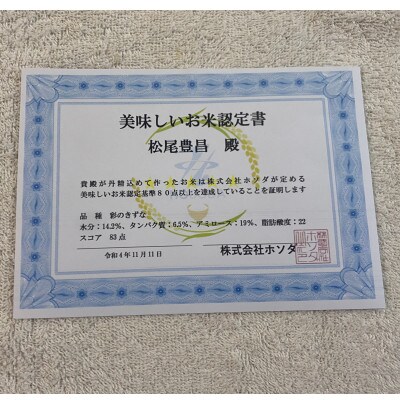 美味しいお米認定書
松尾豊昌 殿
貴殿が丹精込めて作ったお米は株式会社ホソダが定める
美味しいお米認定基準80点以上を達成していることを証明します
品 種 彩のきずな
水分:14.2%、タンパク質:6.5%、アミロース:19%、脂肪酸度:22
スコア 83点
令和4年11月11日
株式会社ホソダ